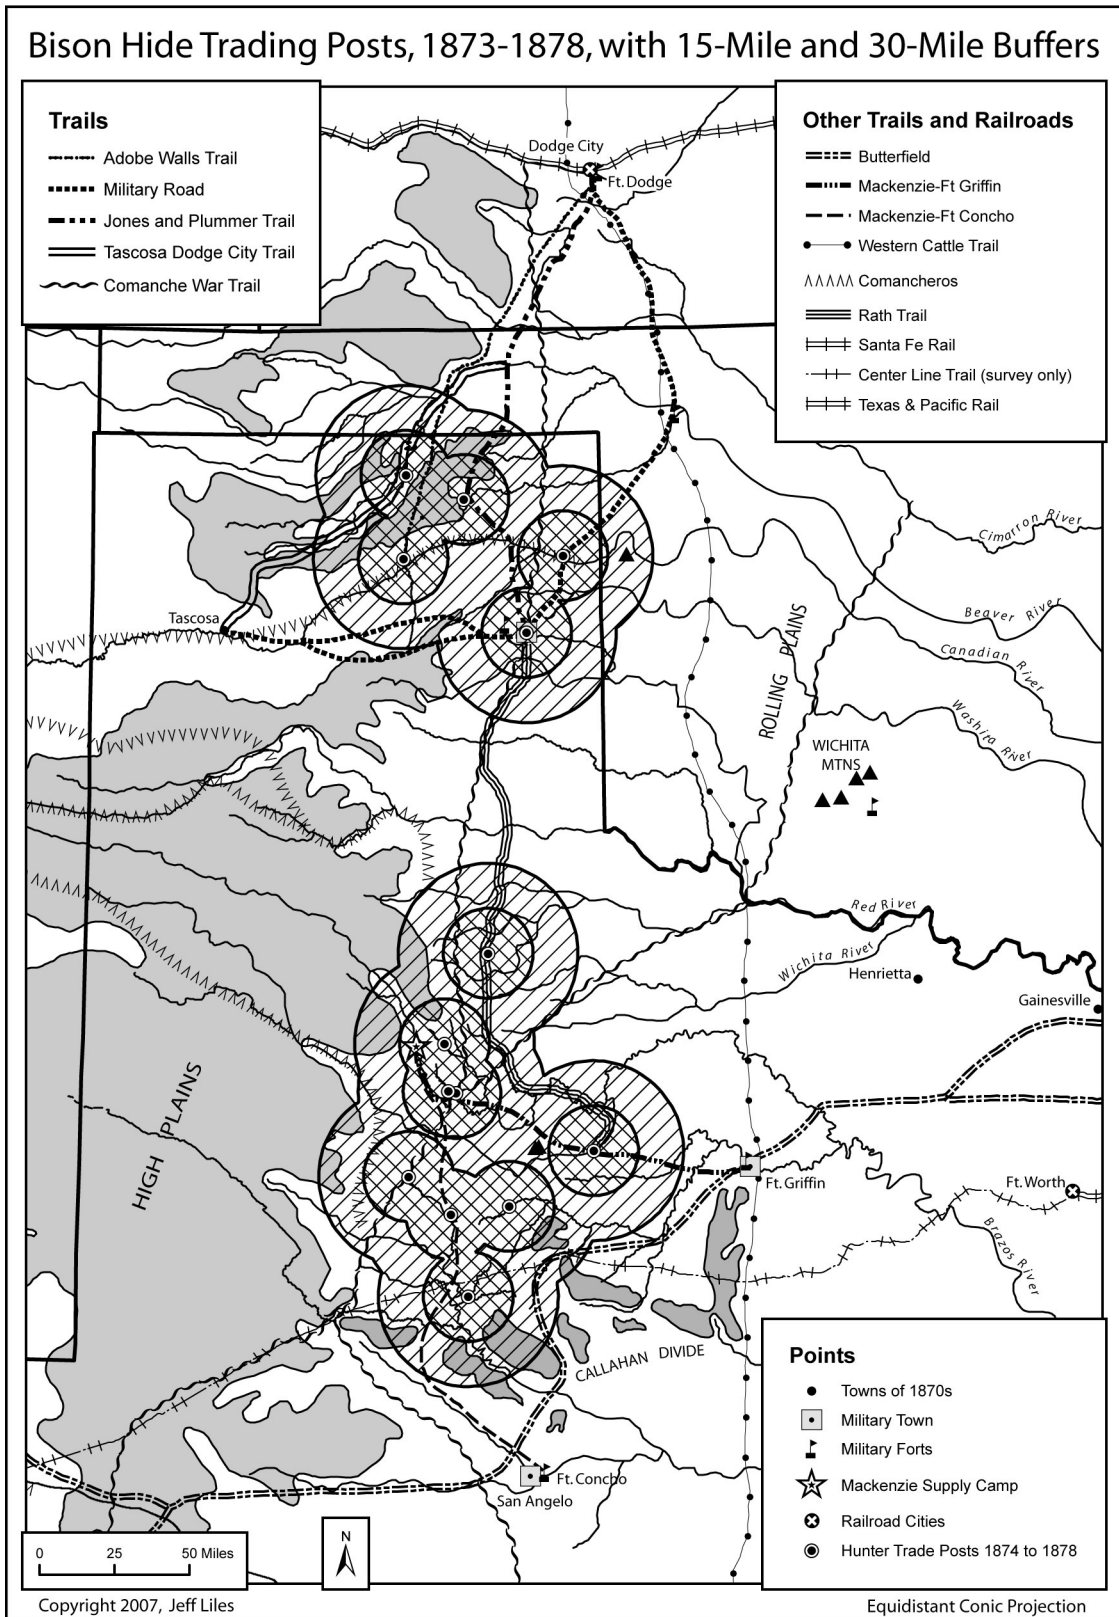 Bison Hide Trading Posts, 1873-1878, with 15-Mile and 30-Mile Buffers
Trails
Adobe Walls Trail
Military Road
Jones and Plummer Trail
Tascosa Dodge City Trail
Comanche War Trail
Other Trails and Railroads
Butterfield
Mackenzie-Ft Griffin
Mackenzie-Ft Concho
Western Cattle Trail
Comancheros
Rath Trail
Santa Fe Rail
Center Line Trail (survey only)
Texas & Pacific Rail
Dodge City
Ft. Dodge
Cimarron River
Beaver River
Canadian River
Washita River
Tascosa
ROLLING PLAINS
WICHITA
MTNS
Red River
Wichita River
Henrietta
Gainesville
HIGH PLAINS
Ft. Griffin
Ft. Worth
Brazos River
CALLAHAN DIVIDE
Ft. Concho
San Angelo
Points
Towns of 1870s
Military Town
Military Forts
Mackenzie Supply Camp
Railroad Cities
Hunter Trade Posts 1874 to 1878
0 25 50 Miles
N
Copyright 2007, Jeff Liles
Equidistant Conic Projection